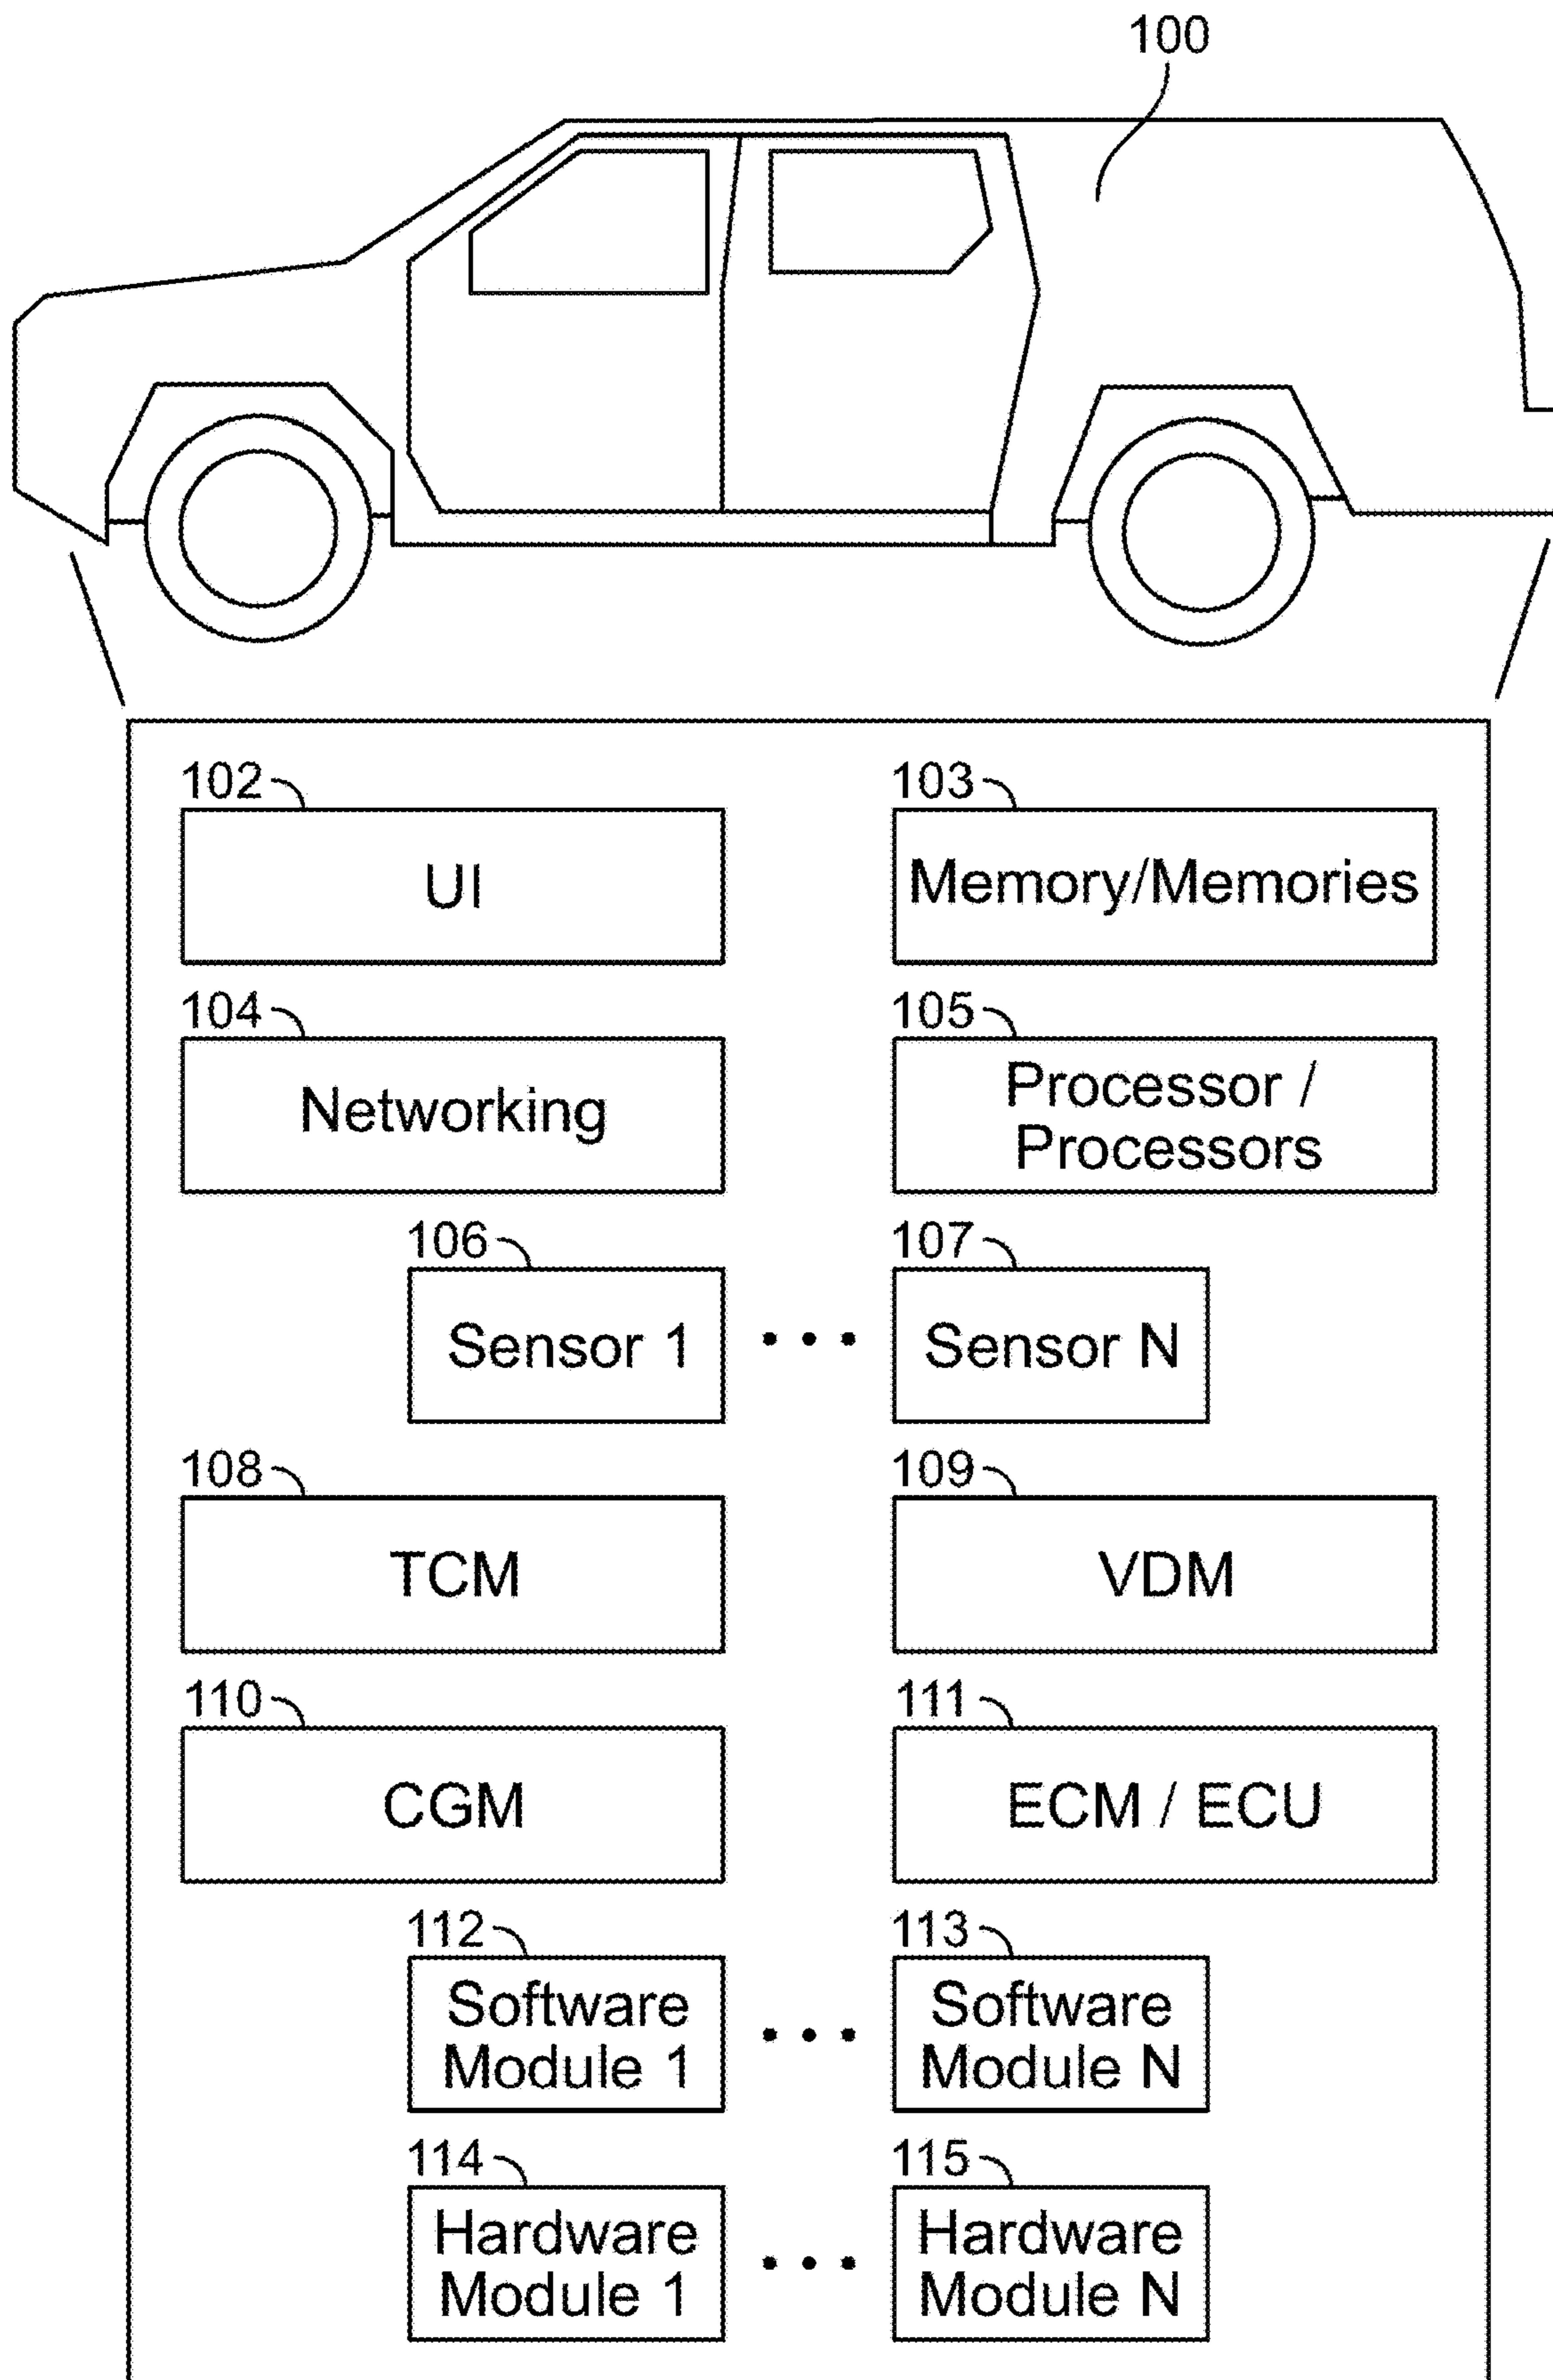 100
102
103
UI
Memory/Memories
104
105
Networking
Processor /
Processors
106
107
Sensor 1
• • •
Sensor N
108
109
TCM
VDM
110
111
CGM
ECM / ECU
112
113
Software
Module 1
• • •
Software
Module N
114
115
Hardware
Module 1
• • •
Hardware
Module N